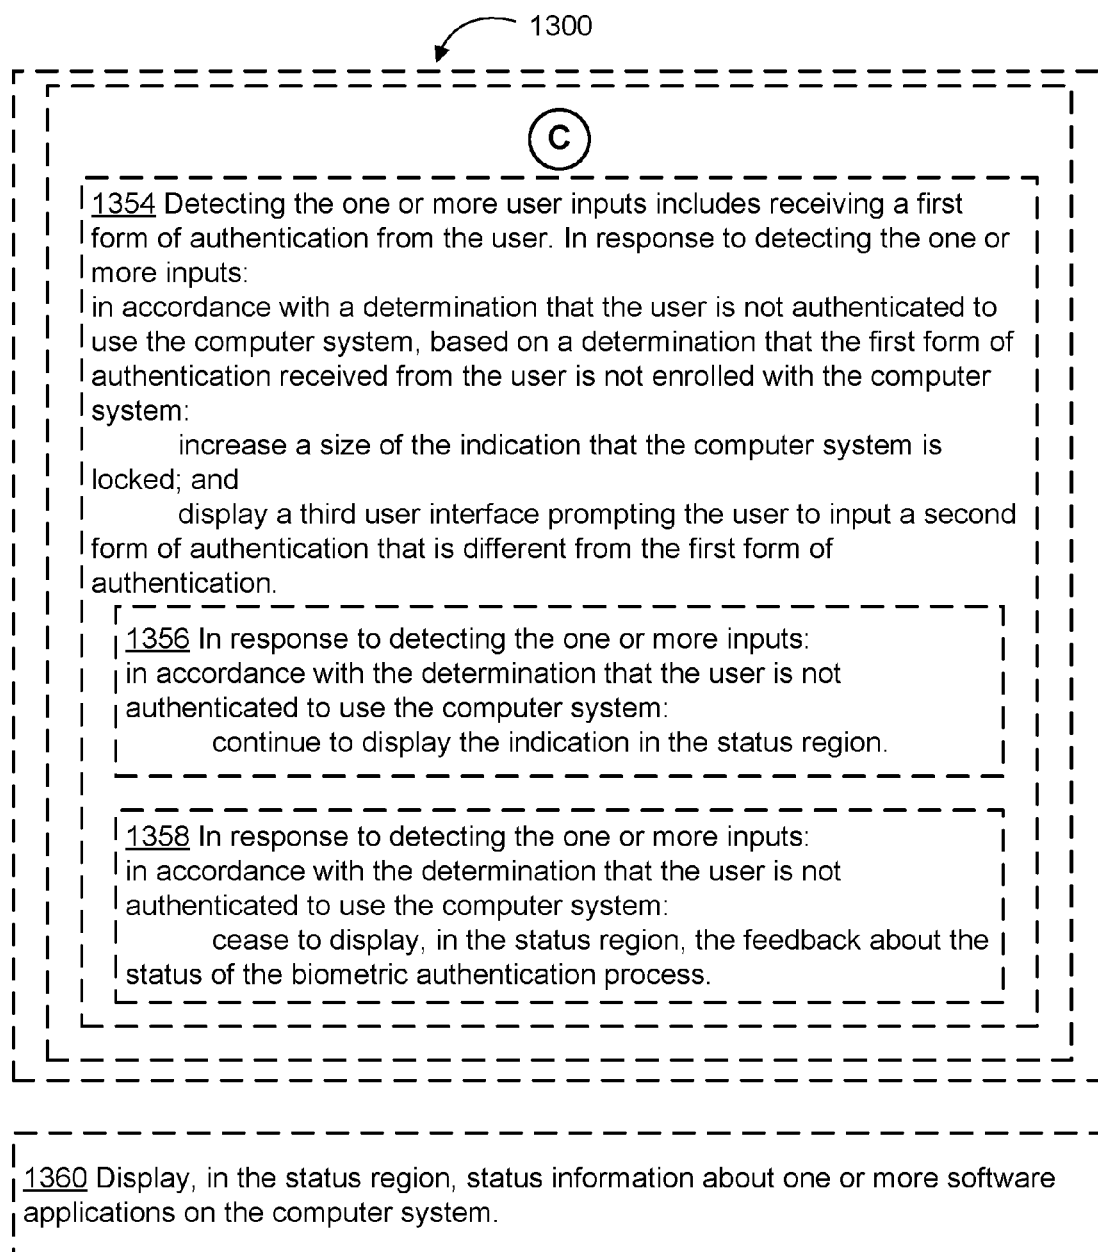 1300
C
1354 Detecting the one or more user inputs includes receiving a first
form of authentication from the user. In response to detecting the one or
more inputs:
in accordance with a determination that the user is not authenticated to
use the computer system, based on a determination that the first form of
authentication received from the user is not enrolled with the computer
system:
increase a size of the indication that the computer system is
locked; and
display a third user interface prompting the user to input a second
form of authentication that is different from the first form of
authentication.
1356 In response to detecting the one or more inputs:
in accordance with the determination that the user is not
authenticated to use the computer system:
continue to display the indication in the status region.
1358 In response to detecting the one or more inputs:
in accordance with the determination that the user is not
authenticated to use the computer system:
cease to display, in the status region, the feedback about the
status of the biometric authentication process.
1360 Display, in the status region, status information about one or more software
applications on the computer system.